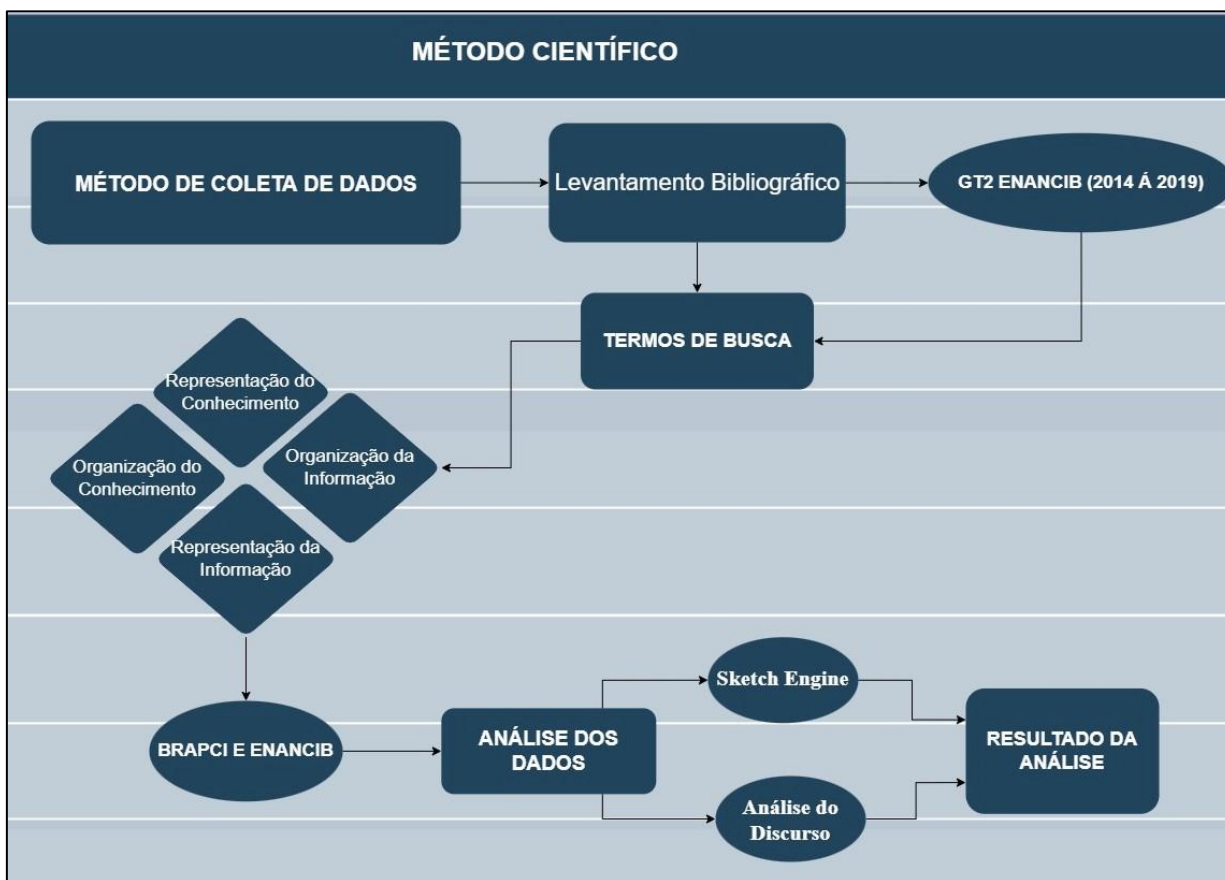 MÉTODO CIENTÍFICO
MÉTODO DE COLETA DE DADOS
Levantamento Bibliográfico
GT2 ENANCIB (2014 Á 2019)
TERMOS DE BUSCA
Representação do
Conhecimento
Organização do
Conhecimento
Organização da
Informação
Representação da
Informação
BRAPCI E ENANCIB
ANÁLISE DOS
DADOS
Sketch Engine
Análise do
Discurso
RESULTADO DA
ANÁLISE